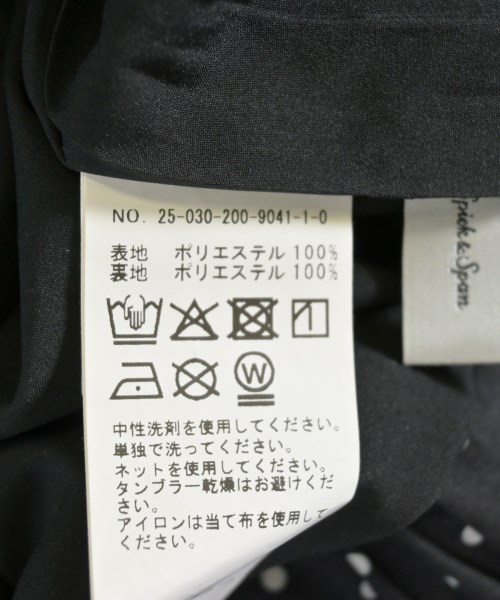 NO. 25-030-200-9041-1-0
表地 ポリエステル 100%
裏地 ポリエステル 100%
W
中性洗剤を使用してください。
単独で洗ってください。
ネットを使用してください。
タンブラー乾燥はお避けくだ
さい。
アイロンは当て布を使用して
ください。
Spick & Span